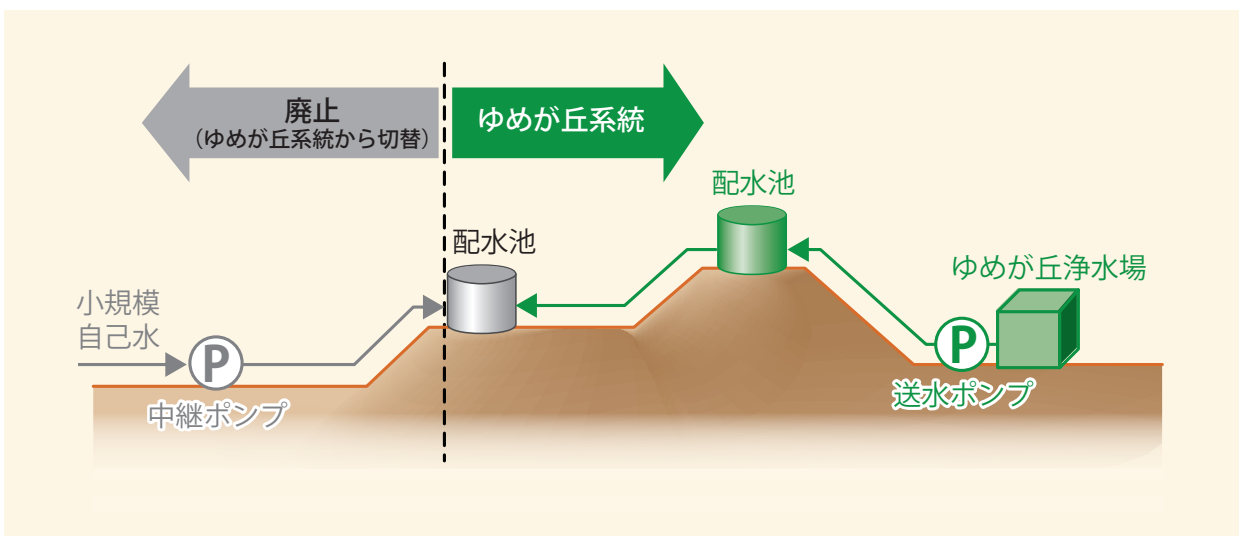 廃止
（ゆめが丘系統から切替）
ゆめが丘系統
配水池
配水池
ゆめが丘浄水場
小規模
自己水
P
中継ポンプ
P
送水ポンプ